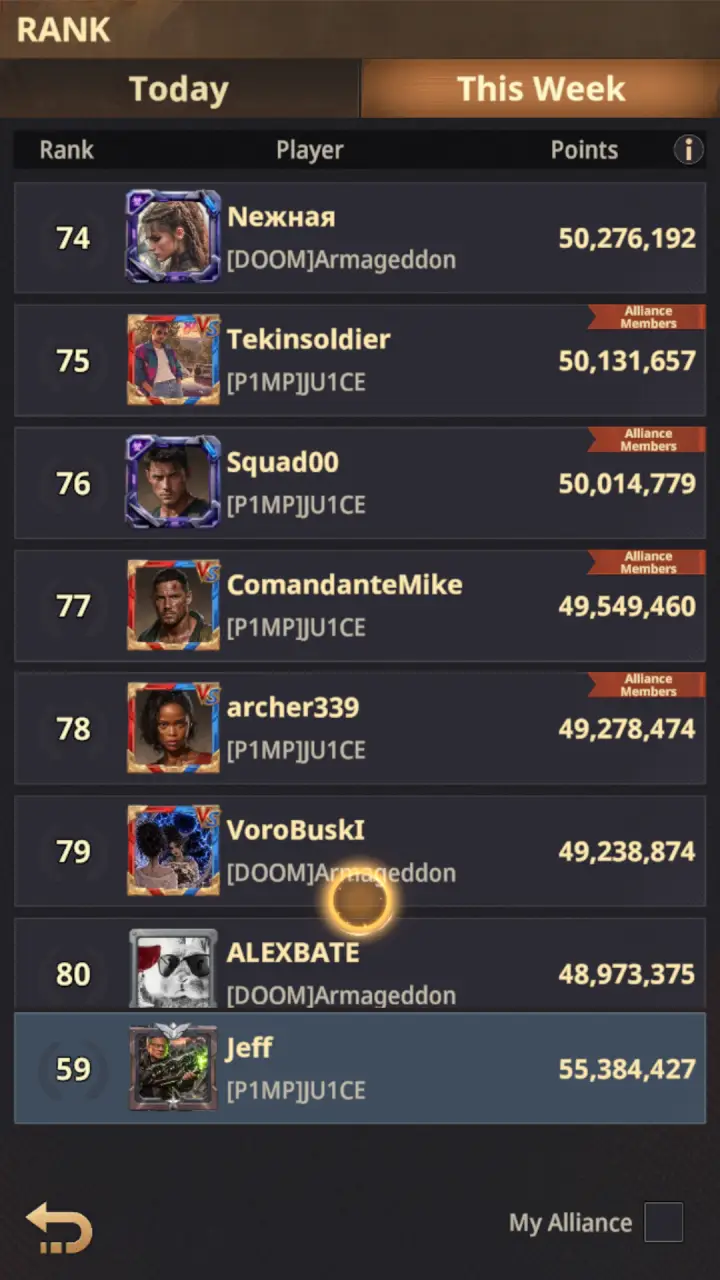 RANK
Today
This Week
Rank
Player
Points
74
Neжная
[DOOM]Armageddon
50,276,192
Alliance
Members
75
Tekinsoldier
[P1MP]JU1CE
50,131,657
Alliance
Members
76
Squad00
[P1MP]JU1CE
50,014,779
Alliance
Members
77
ComandanteMike
[P1MP]JU1CE
49,549,460
Alliance
Members
78
archer339
[P1MP]JU1CE
49,278,474
79
VoroBuskI
[DOOM]Armageddon
49,238,874
80
ALEXBATE
[DOOM]Armageddon
48,973,375
59
Jeff
[P1MP]JU1CE
55,384,427
My Alliance